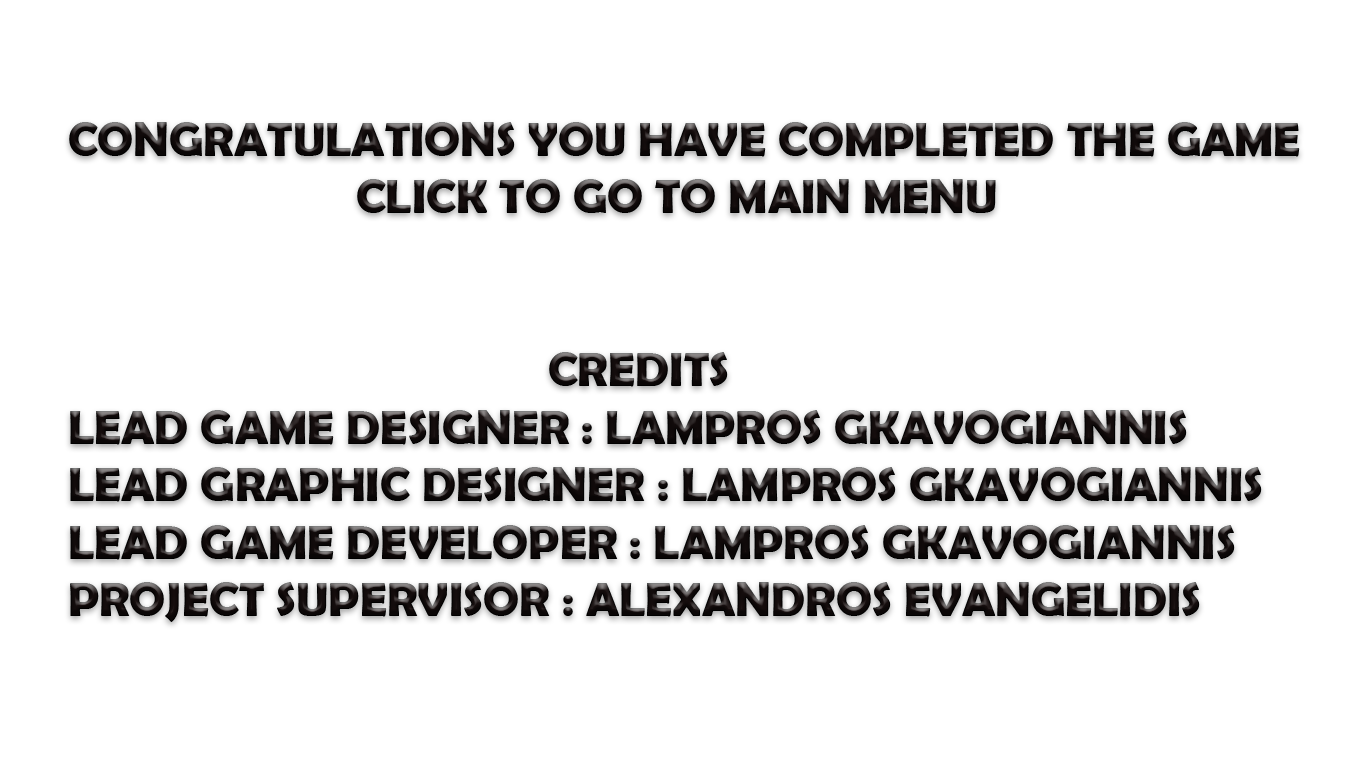 CONGRATULATIONS YOU HAVE COMPLETED THE GAME
CLICK TO GO TO MAIN MENU
CREDITS
LEAD GAME DESIGNER : LAMPROS GKAVOGIANNIS
LEAD GRAPHIC DESIGNER : LAMPROS GKAVOGIANNIS
LEAD GAME DEVELOPER : LAMPROS GKAVOGIANNIS
PROJECT SUPERVISOR : ALEXANDROS EVANGELIDIS